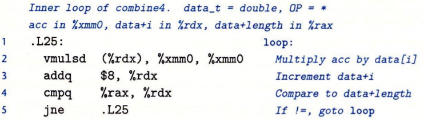 Inner loop of combine4. data_t = double, OP = *
acc in %xmm0, data+i in %rdx, data+length in %rax
1 .L25: loop:
2 vmulsd (%rdx), %xmm0, %xmm0 Multiply acc by data[i]
3 addq $8, %rdx Increment data+i
4 cmpq %rax, %rdx Compare to data+length
5 jne .L25 If !=, goto loop